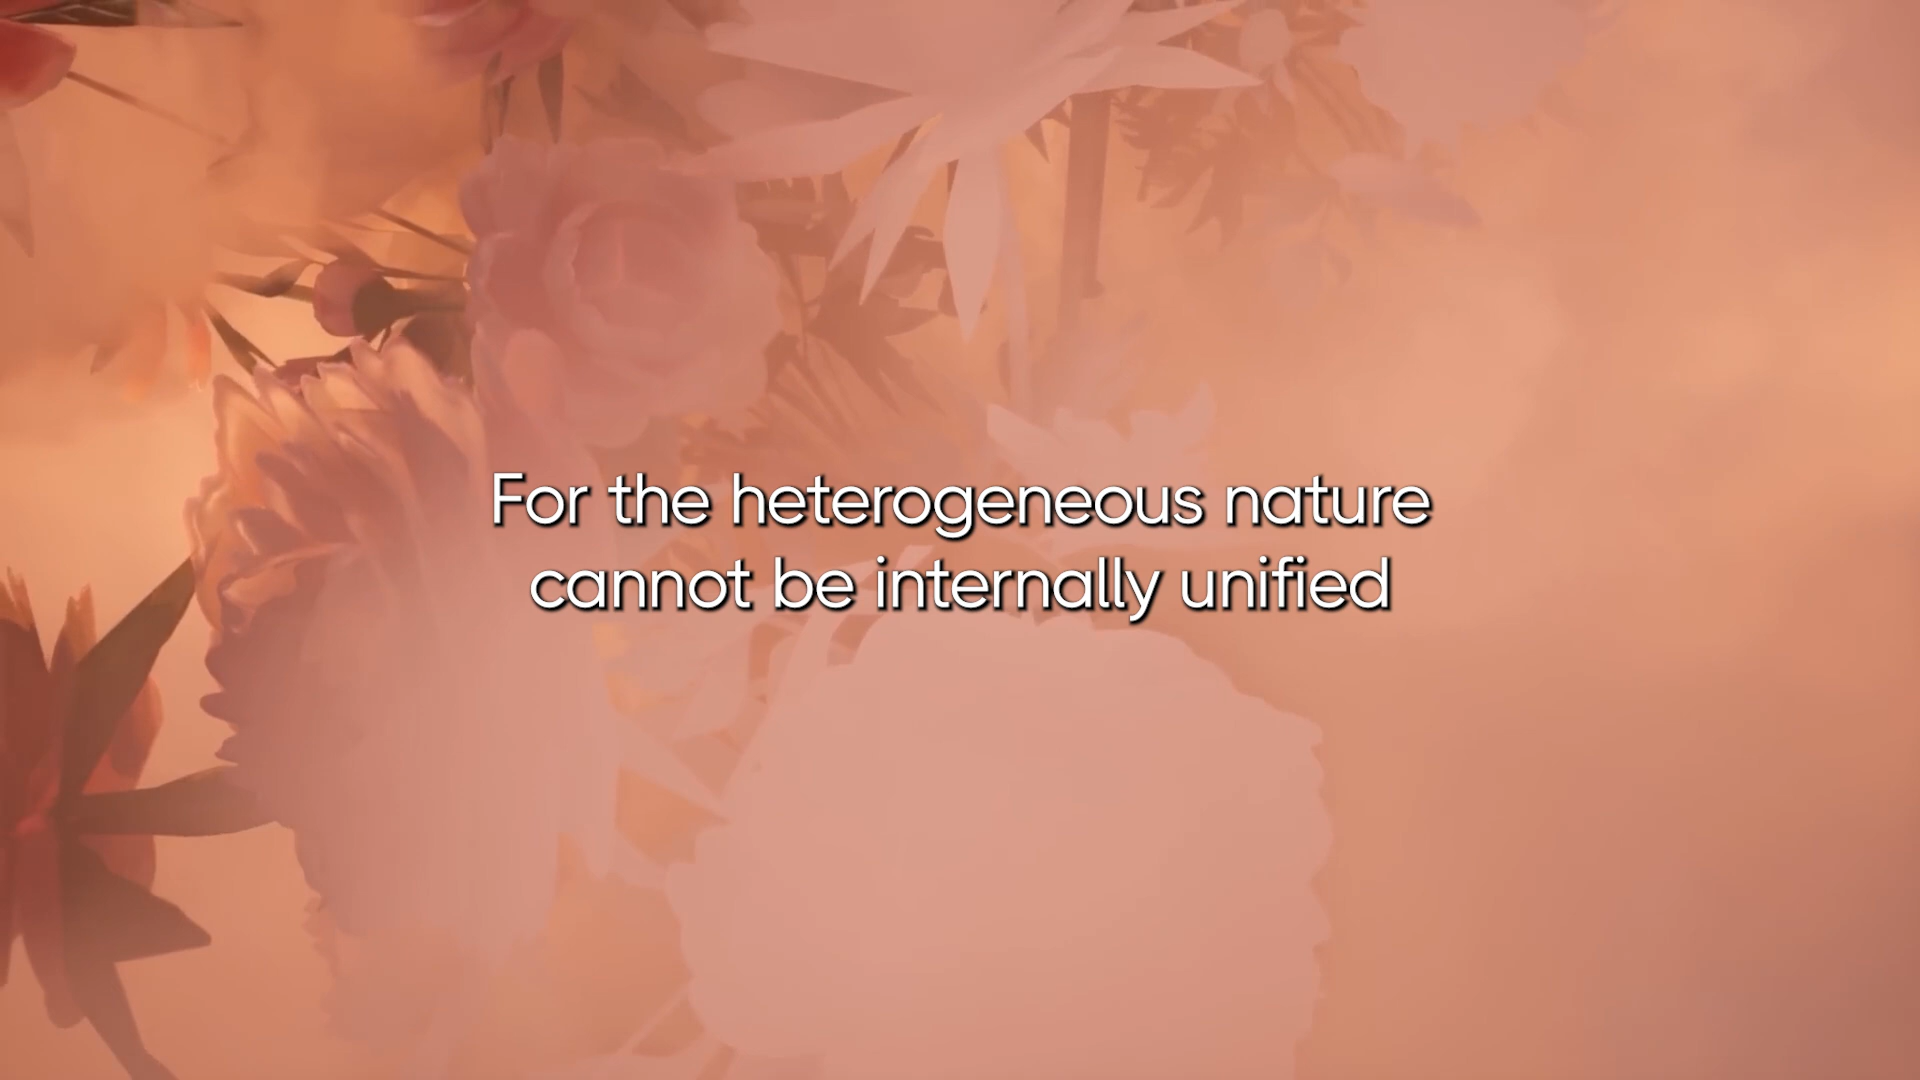 For the heterogeneous nature
cannot be internally unified